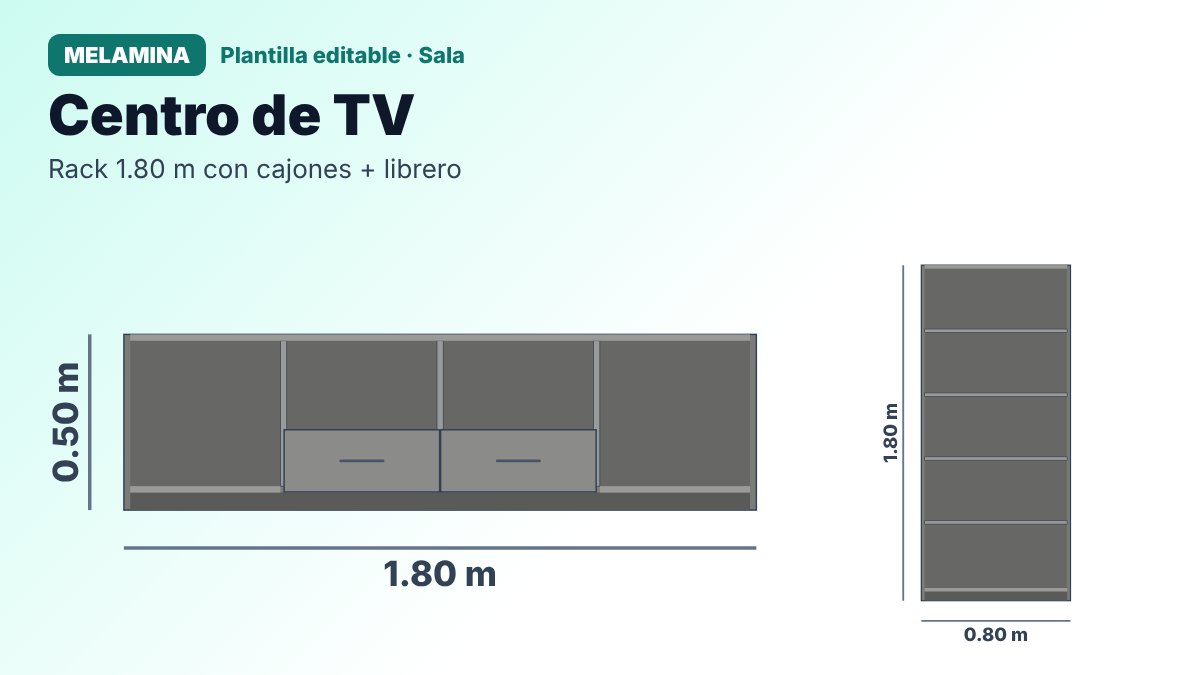 MELAMINA Plantilla editable · Sala
Centro de TV
Rack 1.80 m con cajones + librero
0.50 m
1.80 m
1.80 m
0.80 m